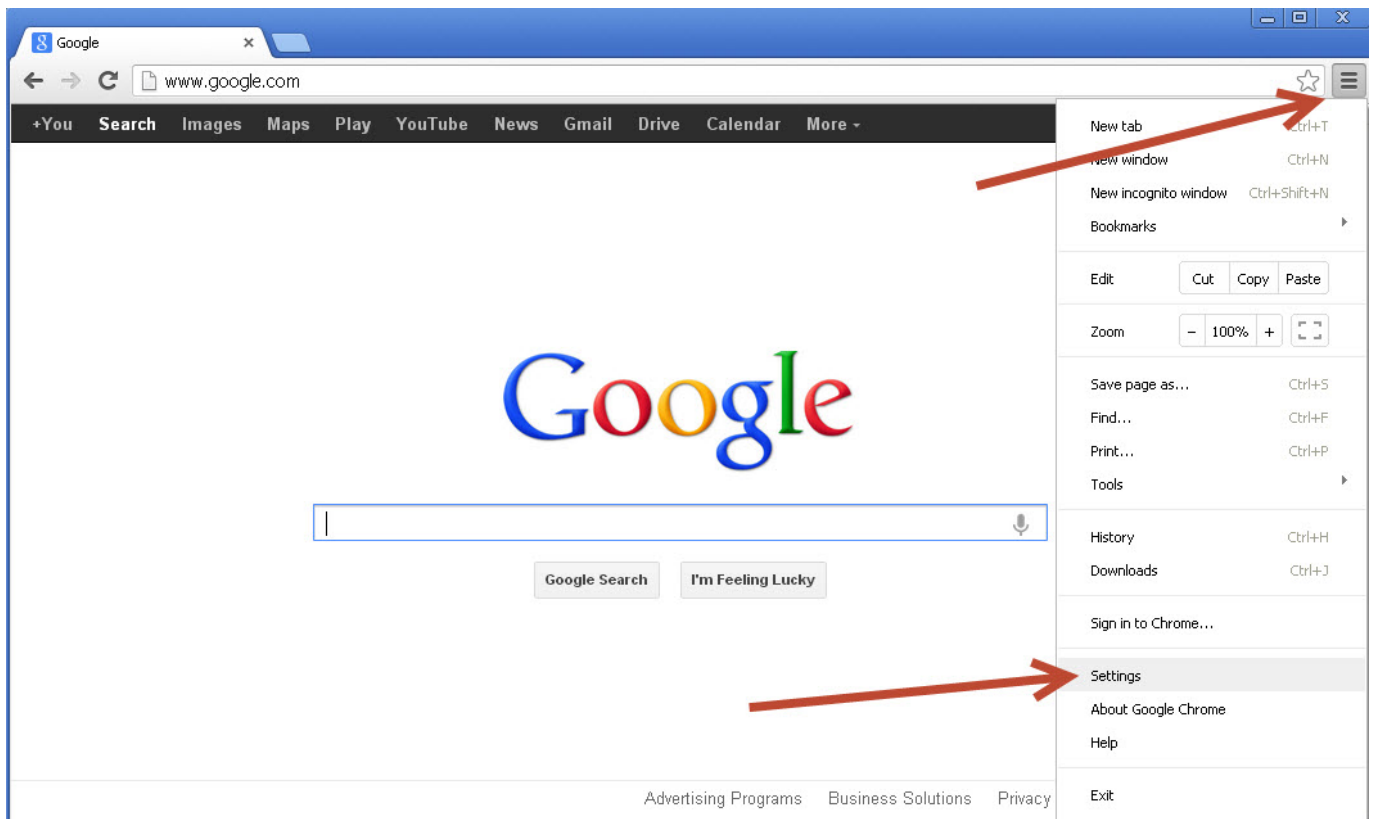 8 Google
www.google.com
+You Search Images Maps Play YouTube News Gmail Drive Calendar More
New tab Ctrl+T
New window Ctrl+N
New incognito window Ctrl+Shift+N
Bookmarks
Edit Cut Copy Paste
Zoom - 100% +
Google
Save page as... Ctrl+S
Find... Ctrl+F
Print... Ctrl+P
Tools
History Ctrl+H
Downloads Ctrl+J
Google Search I'm Feeling Lucky
Sign in to Chrome...
Settings
About Google Chrome
Help
Exit
Advertising Programs Business Solutions Privacy